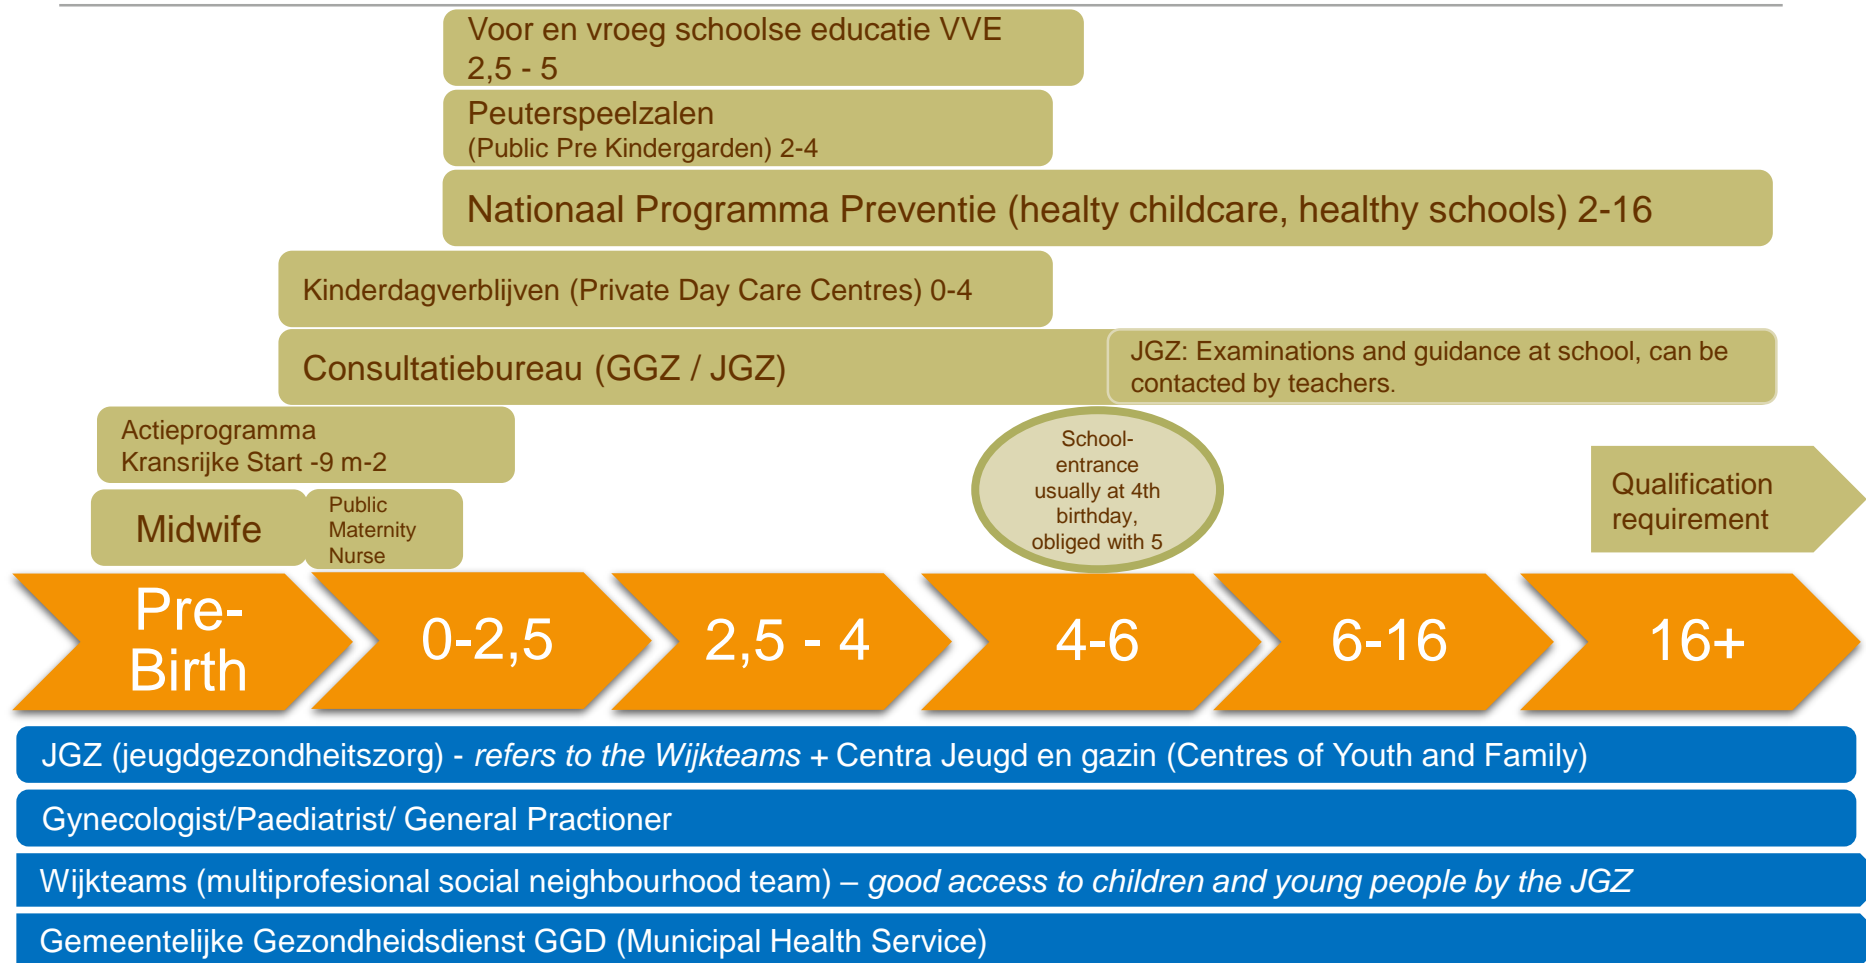 Voor en vroeg schoolse educatie VVE
2,5 - 5
Peuterspeelzalen
(Public Pre Kindergarden) 2-4
Nationaal Programma Preventie (healty childcare, healthy schools) 2-16
Kinderdagverblijven (Private Day Care Centres) 0-4
Consultatiebureau (GGZ / JGZ)
JGZ: Examinations and guidance at school, can be
contacted by teachers.
Actieprogramma
Kransrijke Start -9 m-2
School-
entrance
usually at 4th
birthday,
obliged with 5
Qualification
requirement
Midwife
Public
Maternity
Nurse
Pre-
Birth
0-2,5
2,5 - 4
4-6
6-16
16+
JGZ (jeugdgezondheitszorg) - refers to the Wijkteams + Centra Jeugd en gazin (Centres of Youth and Family)
Gynecologist/Paediatrist/ General Practioner
Wijkteams (multiprofesional social neighbourhood team) – good access to children and young people by the JGZ
Gemeentelijke Gezondheidsdienst GGD (Municipal Health Service)